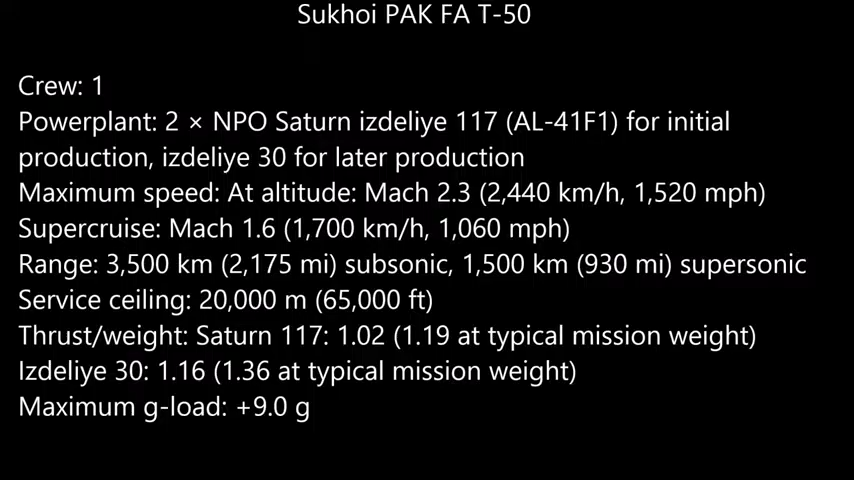 Sukhoi PAK FA T-50
Crew: 1
Powerplant: 2 × NPO Saturn izdeliye 117 (AL-41F1) for initial
production, izdeliye 30 for later production
Maximum speed: At altitude: Mach 2.3 (2,440 km/h, 1,520 mph)
Supercruise: Mach 1.6 (1,700 km/h, 1,060 mph)
Range: 3,500 km (2,175 mi) subsonic, 1,500 km (930 mi) supersonic
Service ceiling: 20,000 m (65,000 ft)
Thrust/weight: Saturn 117: 1.02 (1.19 at typical mission weight)
Izdeliye 30: 1.16 (1.36 at typical mission weight)
Maximum g-load: +9.0 g